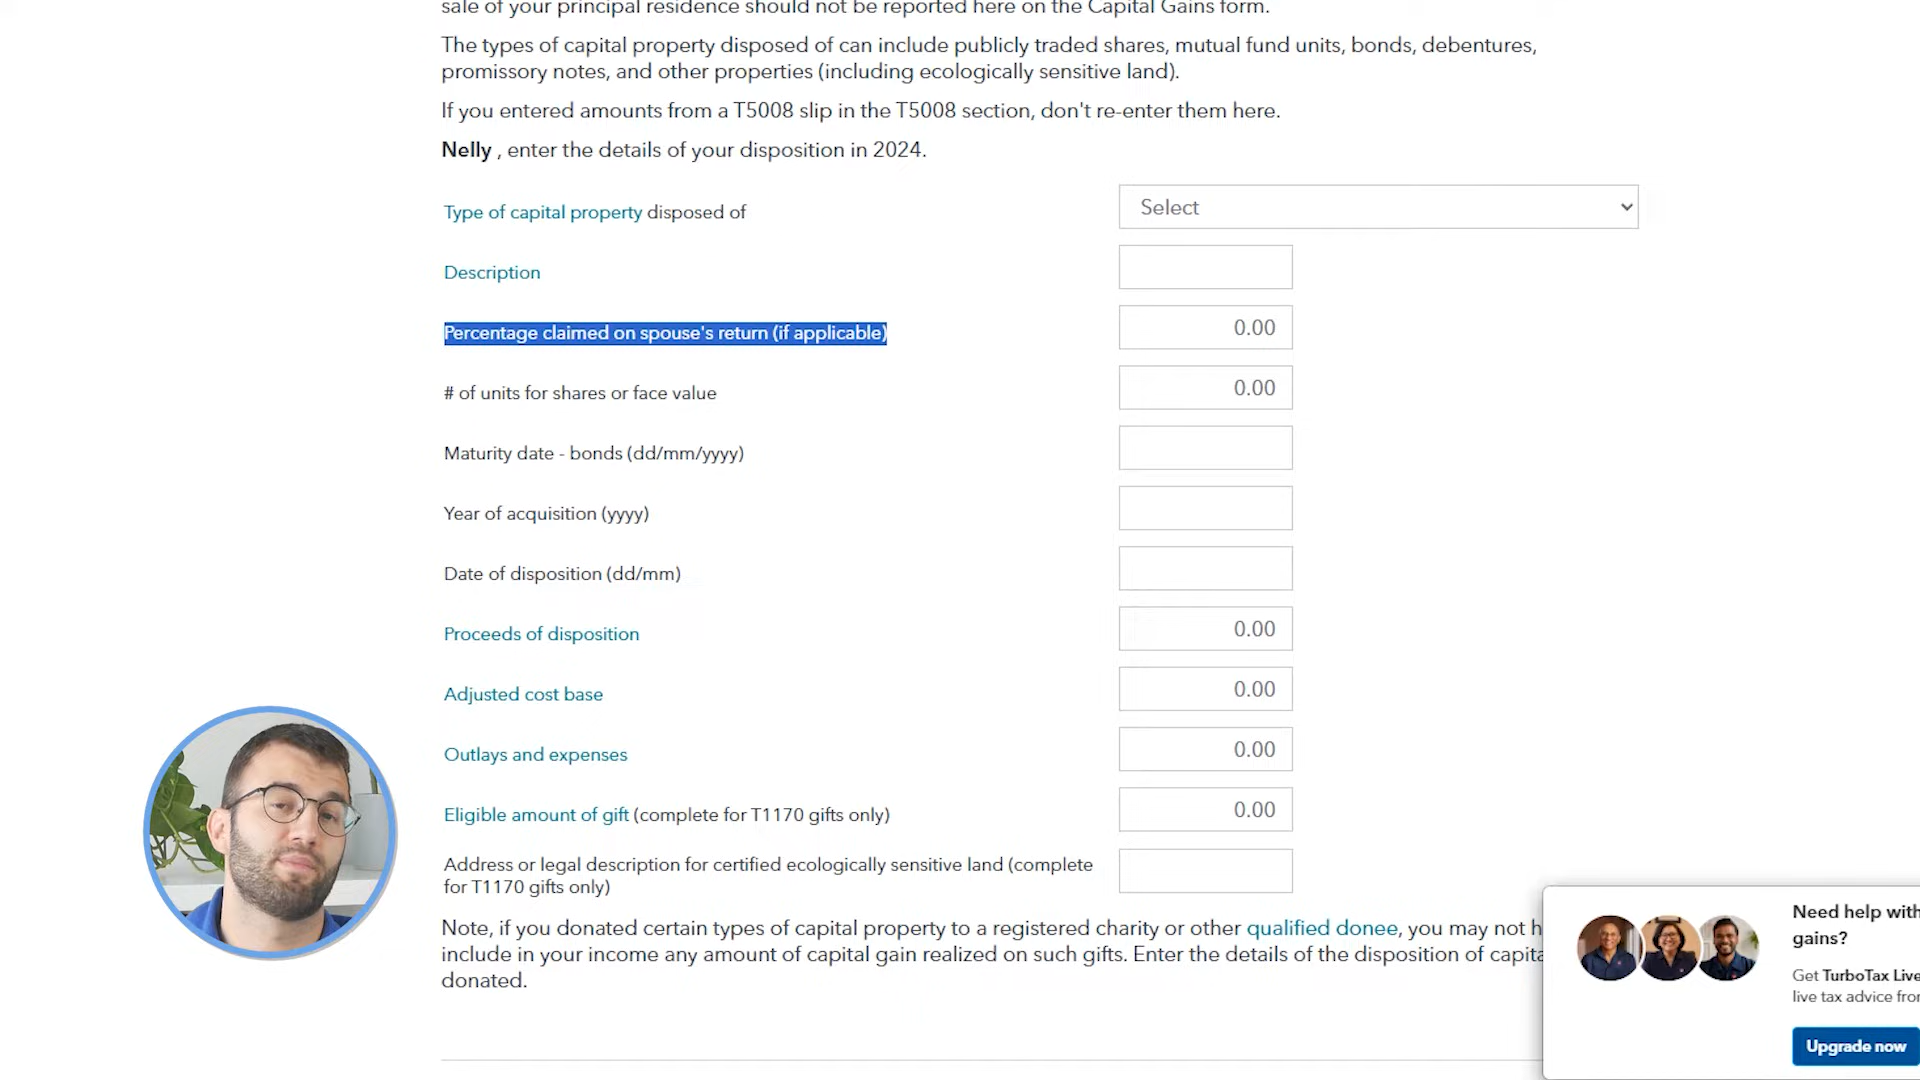 sale of your principal residence should not be reported here on the Capital Gains form.
The types of capital property disposed of can include publicly traded shares, mutual fund units, bonds, debentures,
promissory notes, and other properties (including ecologically sensitive land).
If you entered amounts from a T5008 slip in the T5008 section, don't re-enter them here.
Nelly , enter the details of your disposition in 2024.
Type of capital property disposed of
Select
Description
Percentage claimed on spouse's return (if applicable)
0.00
# of units for shares or face value
0.00
Maturity date - bonds (dd/mm/yyyy)
Year of acquisition (yyyy)
Date of disposition (dd/mm)
Proceeds of disposition
0.00
Adjusted cost base
0.00
Outlays and expenses
0.00
Eligible amount of gift (complete for T1170 gifts only)
0.00
Address or legal description for certified ecologically sensitive land (complete
for T1170 gifts only)
Note, if you donated certain types of capital property to a registered charity or other qualified donee, you may not h
include in your income any amount of capital gain realized on such gifts. Enter the details of the disposition of capita
donated.
Need help with
gains?
Get TurboTax Live
live tax advice from
Upgrade now